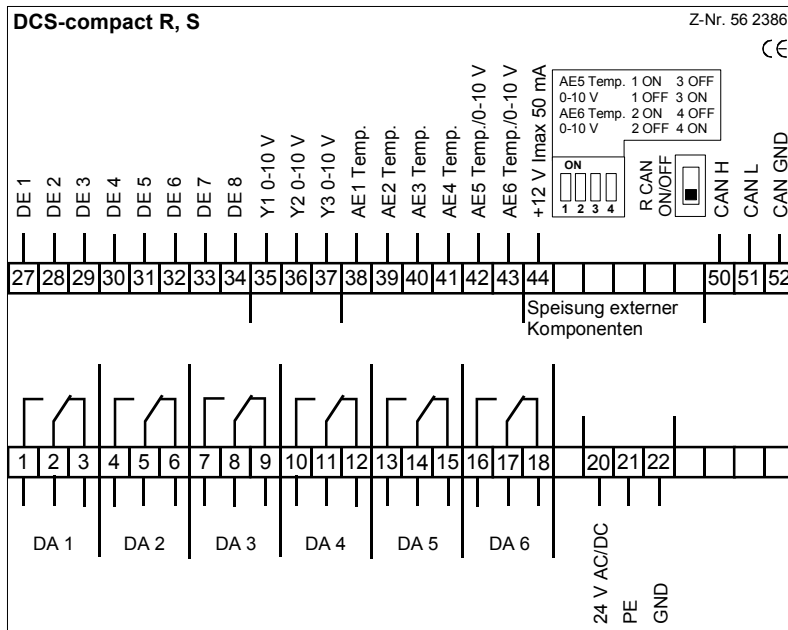 DCS-compact R, S
Z-Nr. 56 2386
CE
AE5 Temp. 1 ON 3 OFF
0-10 V 1 OFF 3 ON
AE6 Temp. 2 ON 4 OFF
0-10 V 2 OFF 4 ON
ON
1 2 3 4
R CAN
ON/OFF
DE 1
DE 2
DE 3
DE 4
DE 5
DE 6
DE 7
DE 8
Y1 0-10 V
Y2 0-10 V
Y3 0-10 V
AE1 Temp.
AE2 Temp.
AE3 Temp.
AE4 Temp.
AE5 Temp./0-10 V
AE6 Temp./0-10 V
+12 V Imax 50 mA
CAN H
CAN L
CAN GND
27 28 29 30 31 32 33 34 35 36 37 38 39 40 41 42 43 44 50 51 52
Speisung externer
Komponenten
1 2 3 4 5 6 7 8 9 10 11 12 13 14 15 16 17 18 20 21 22
DA 1 DA 2 DA 3 DA 4 DA 5 DA 6
24 V AC/DC
PE
GND